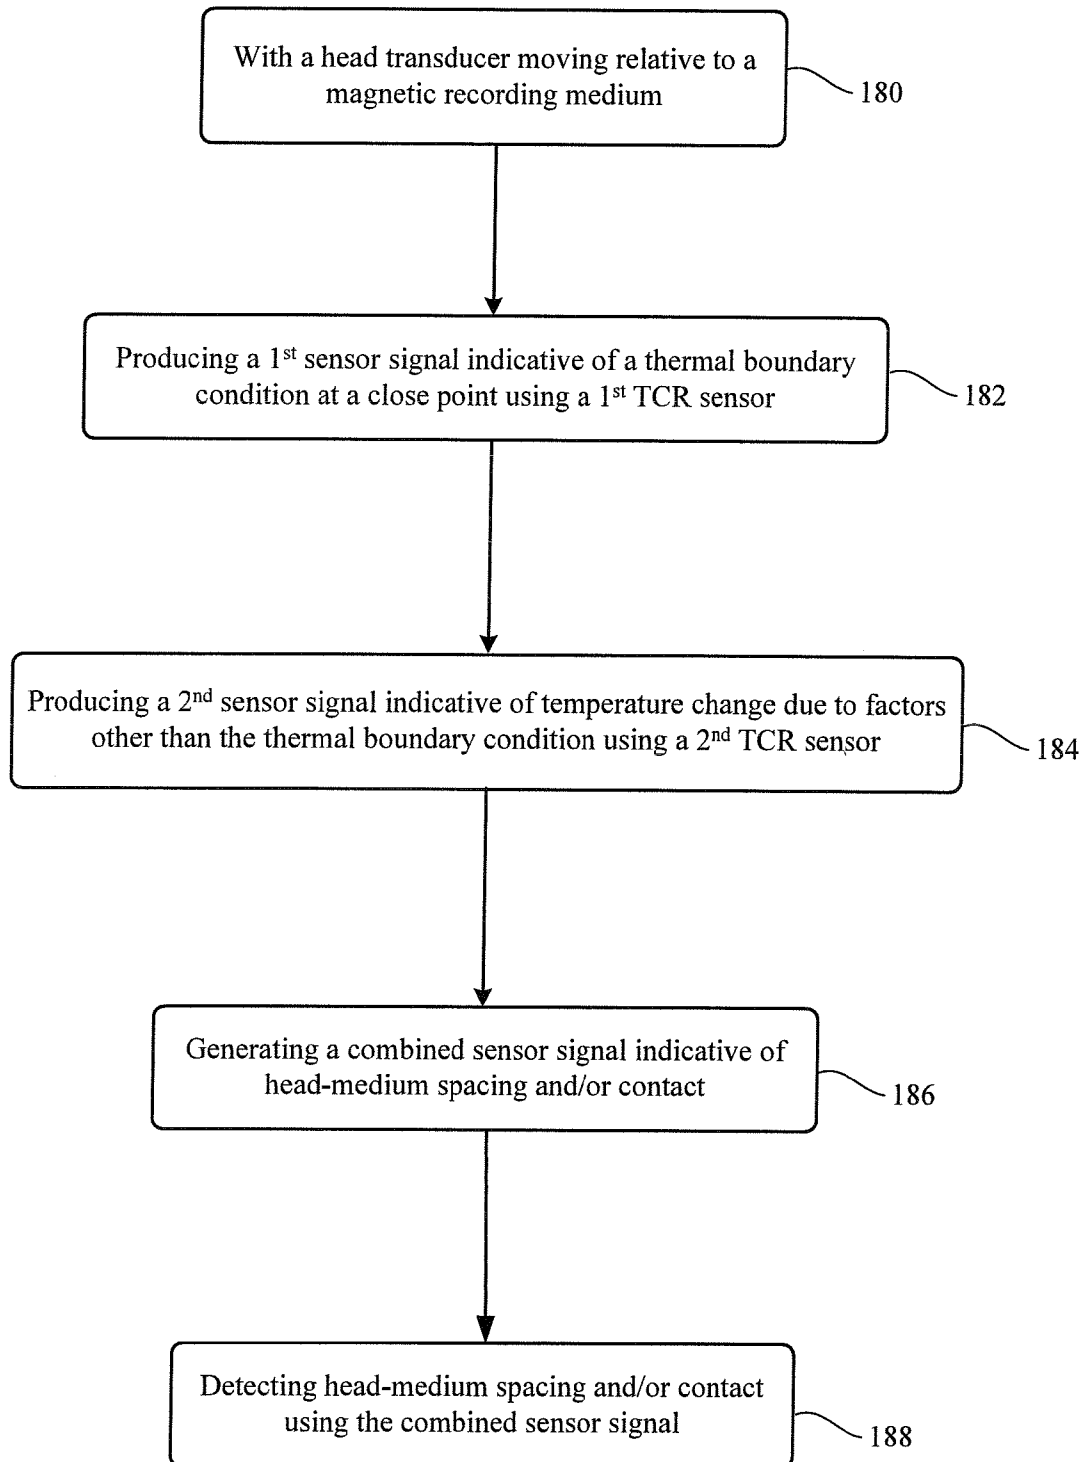 With a head transducer moving relative to a
magnetic recording medium
180
Producing a 1st sensor signal indicative of a thermal boundary
condition at a close point using a 1st TCR sensor
182
Producing a 2nd sensor signal indicative of temperature change due to factors
other than the thermal boundary condition using a 2nd TCR sensor
184
Generating a combined sensor signal indicative of
head-medium spacing and/or contact
186
Detecting head-medium spacing and/or contact
using the combined sensor signal
188